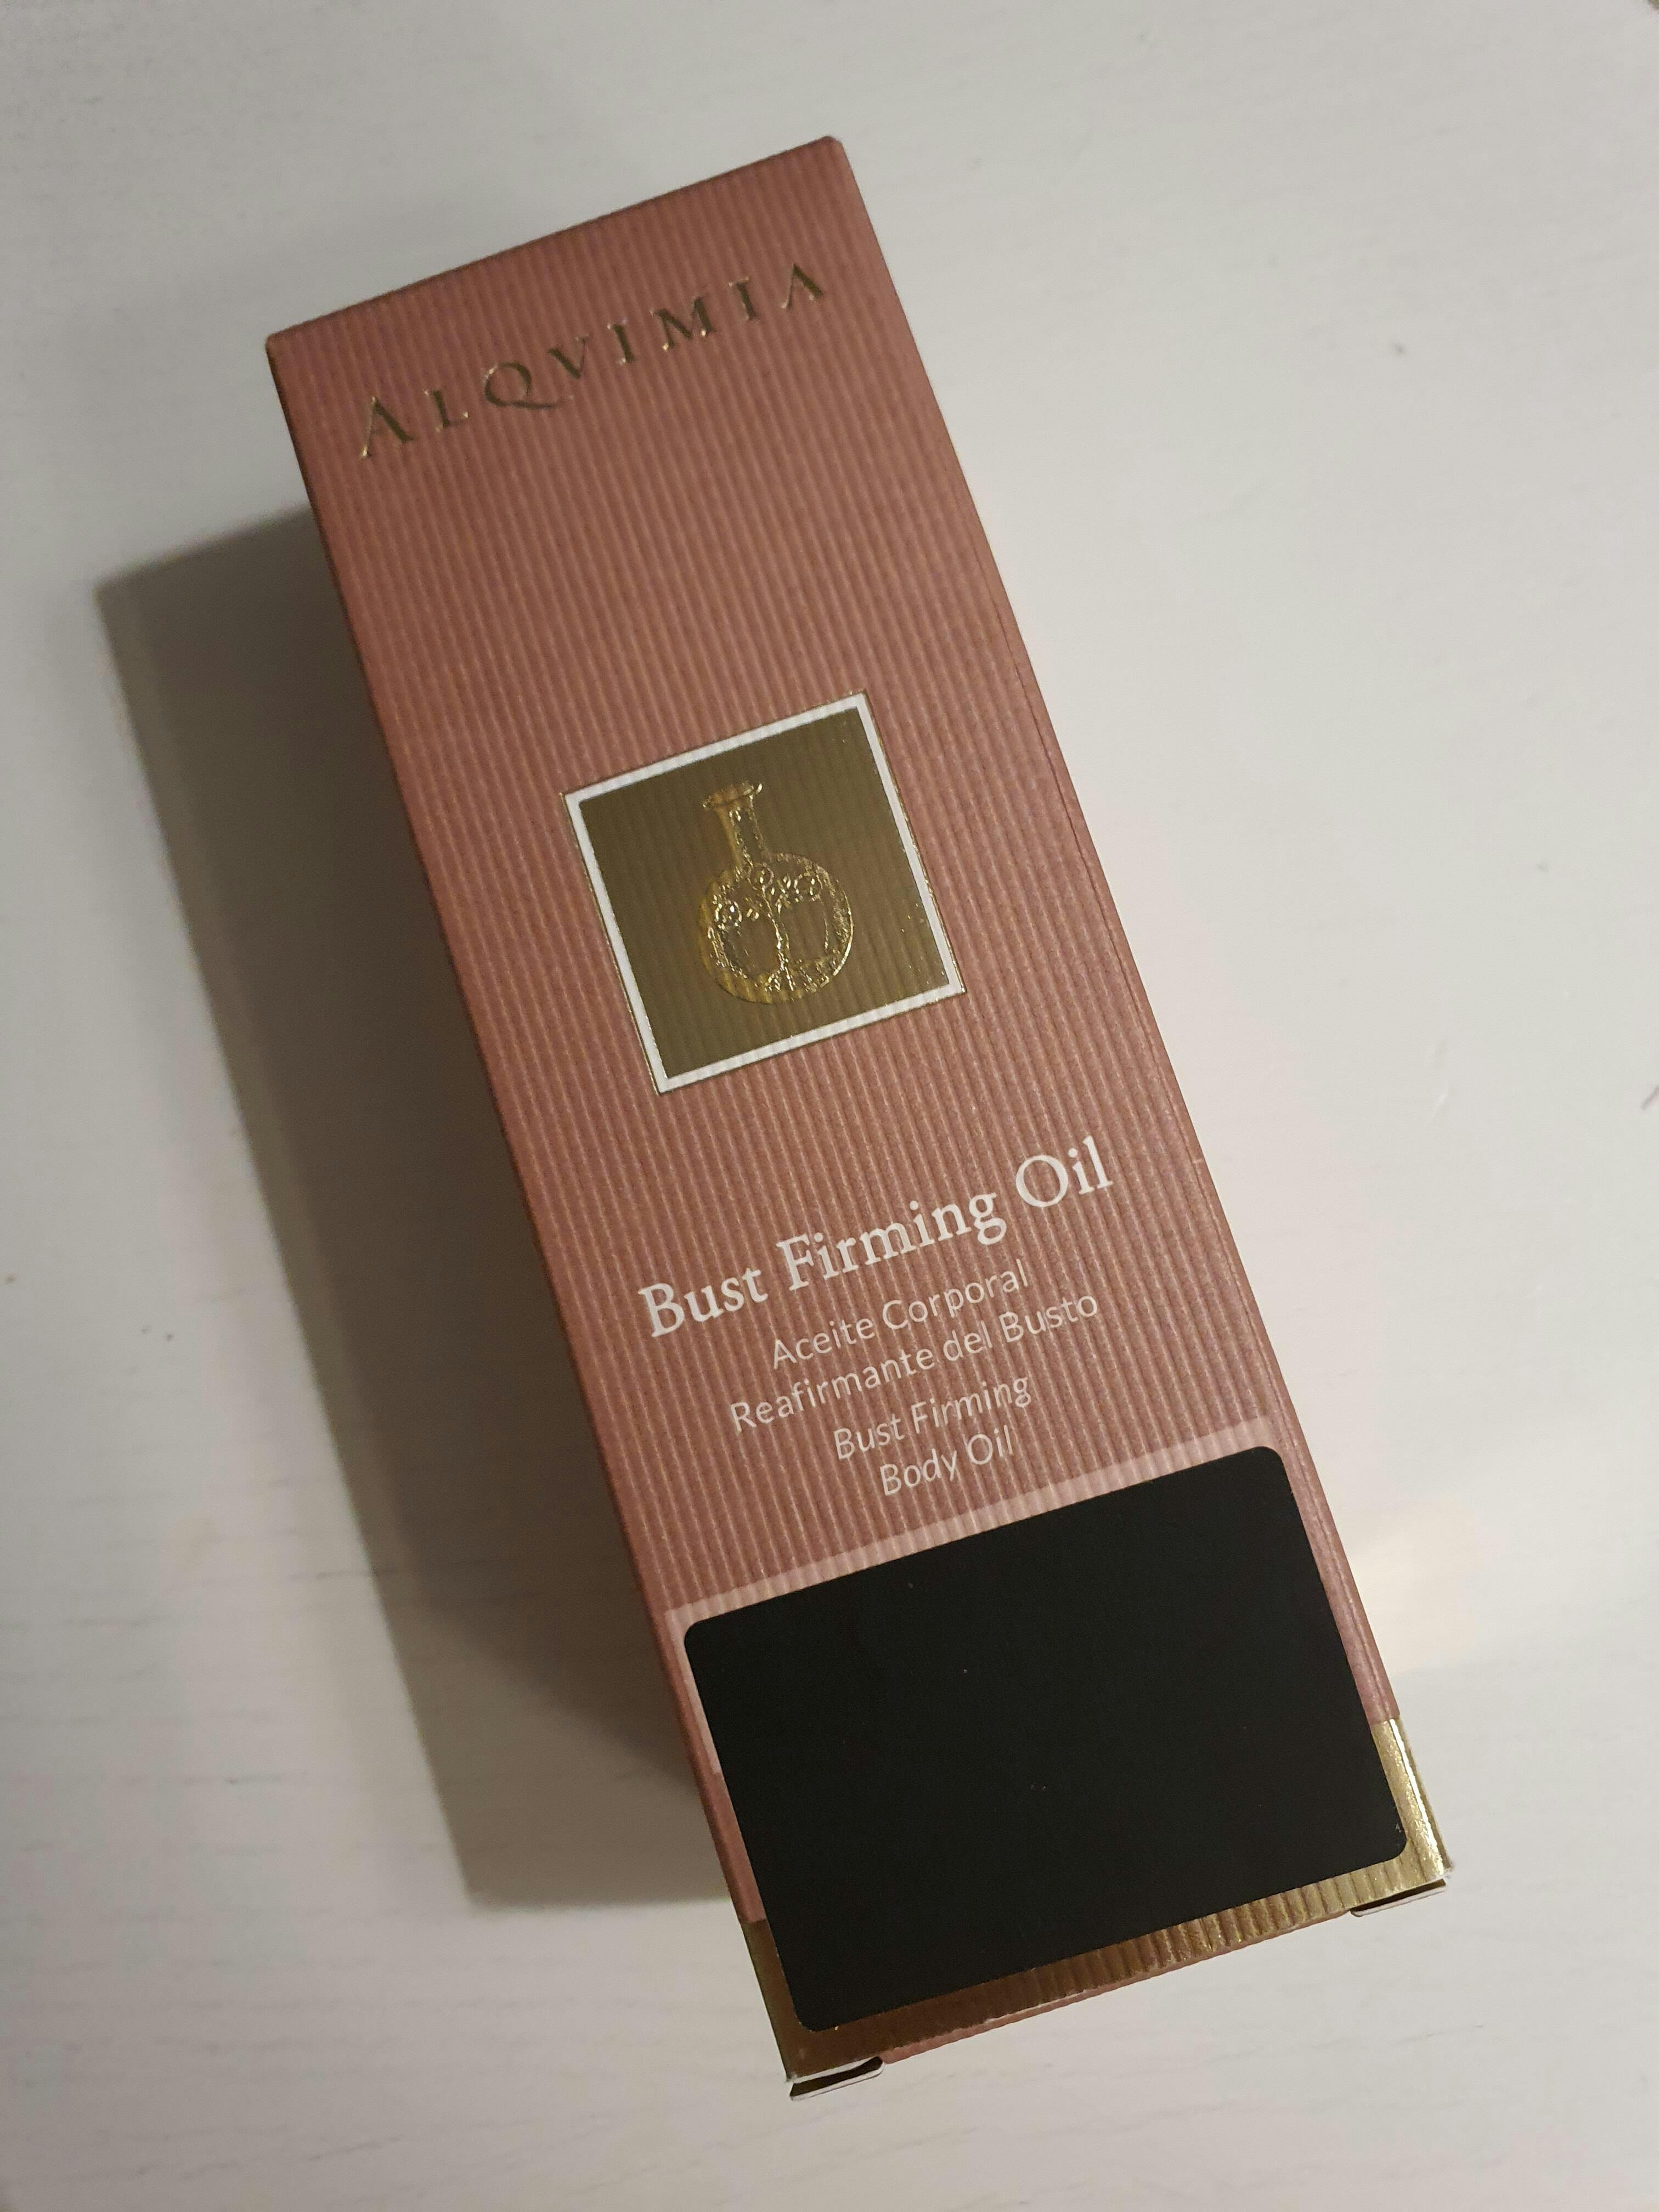 ALQVIMIA
Bust Firming Oil
Aceite Corporal
Reafirmante del Busto
Bust Firming
Body Oil